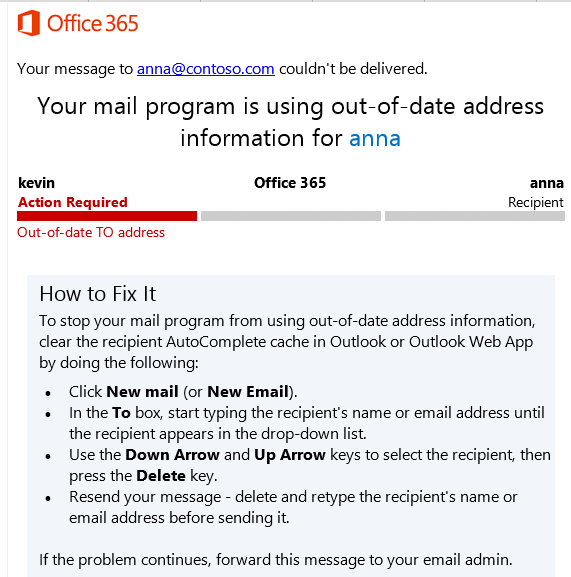 Office 365
Your message to anna@contoso.com couldn't be delivered.
Your mail program is using out-of-date address
information for anna
kevin Office 365 anna
Action Required Recipient
Out-of-date TO address
How to Fix It
To stop your mail program from using out-of-date address information,
clear the recipient AutoComplete cache in Outlook or Outlook Web App
by doing the following:
• Click New mail (or New Email).
• In the To box, start typing the recipient's name or email address until
the recipient appears in the drop-down list.
• Use the Down Arrow and Up Arrow keys to select the recipient, then
press the Delete key.
• Resend your message - delete and retype the recipient's name or
email address before sending it.
If the problem continues, forward this message to your email admin.